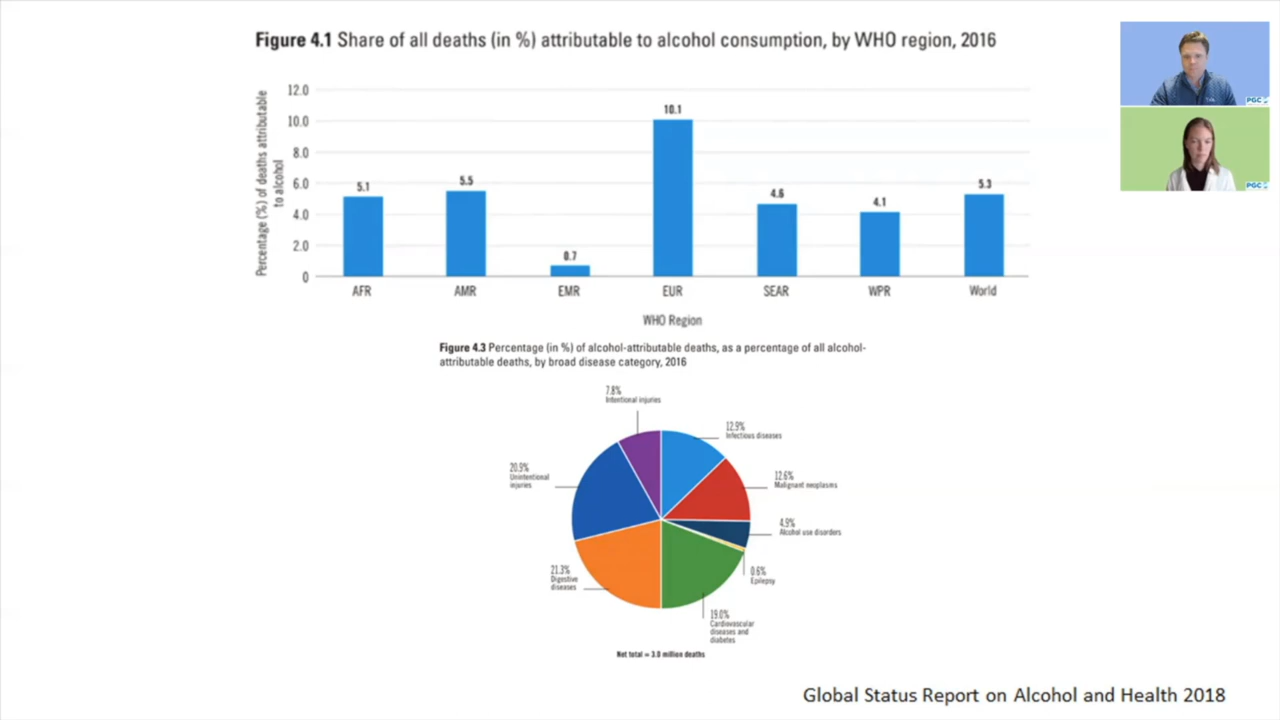 Figure 4.1 Share of all deaths (in %) attributable to alcohol consumption, by WHO region, 2016
Percentage (%) of deaths attributable
to alcohol
12.0
10.0
8.0
6.0
4.0
2.0
0
5.1
5.5
0.7
10.1
4.6
4.1
5.3
AFR
AMR
EMR
EUR
SEAR
WPR
World
WHO Region
PGC
PGC
Figure 4.3 Percentage (in %) of alcohol-attributable deaths, as a percentage of all alcohol-
attributable deaths, by broad disease category, 2016
7.8%
Intentional injuries
12.9%
Infectious diseases
20.9%
Unintentional
injuries
12.6%
Malignant neoplasms
4.9%
Alcohol use disorders
21.3%
Digestive
diseases
0.6%
Epilepsy
19.0%
Cardiovascular
diseases and
diabetes
Net total = 3.0 million deaths
Global Status Report on Alcohol and Health 2018